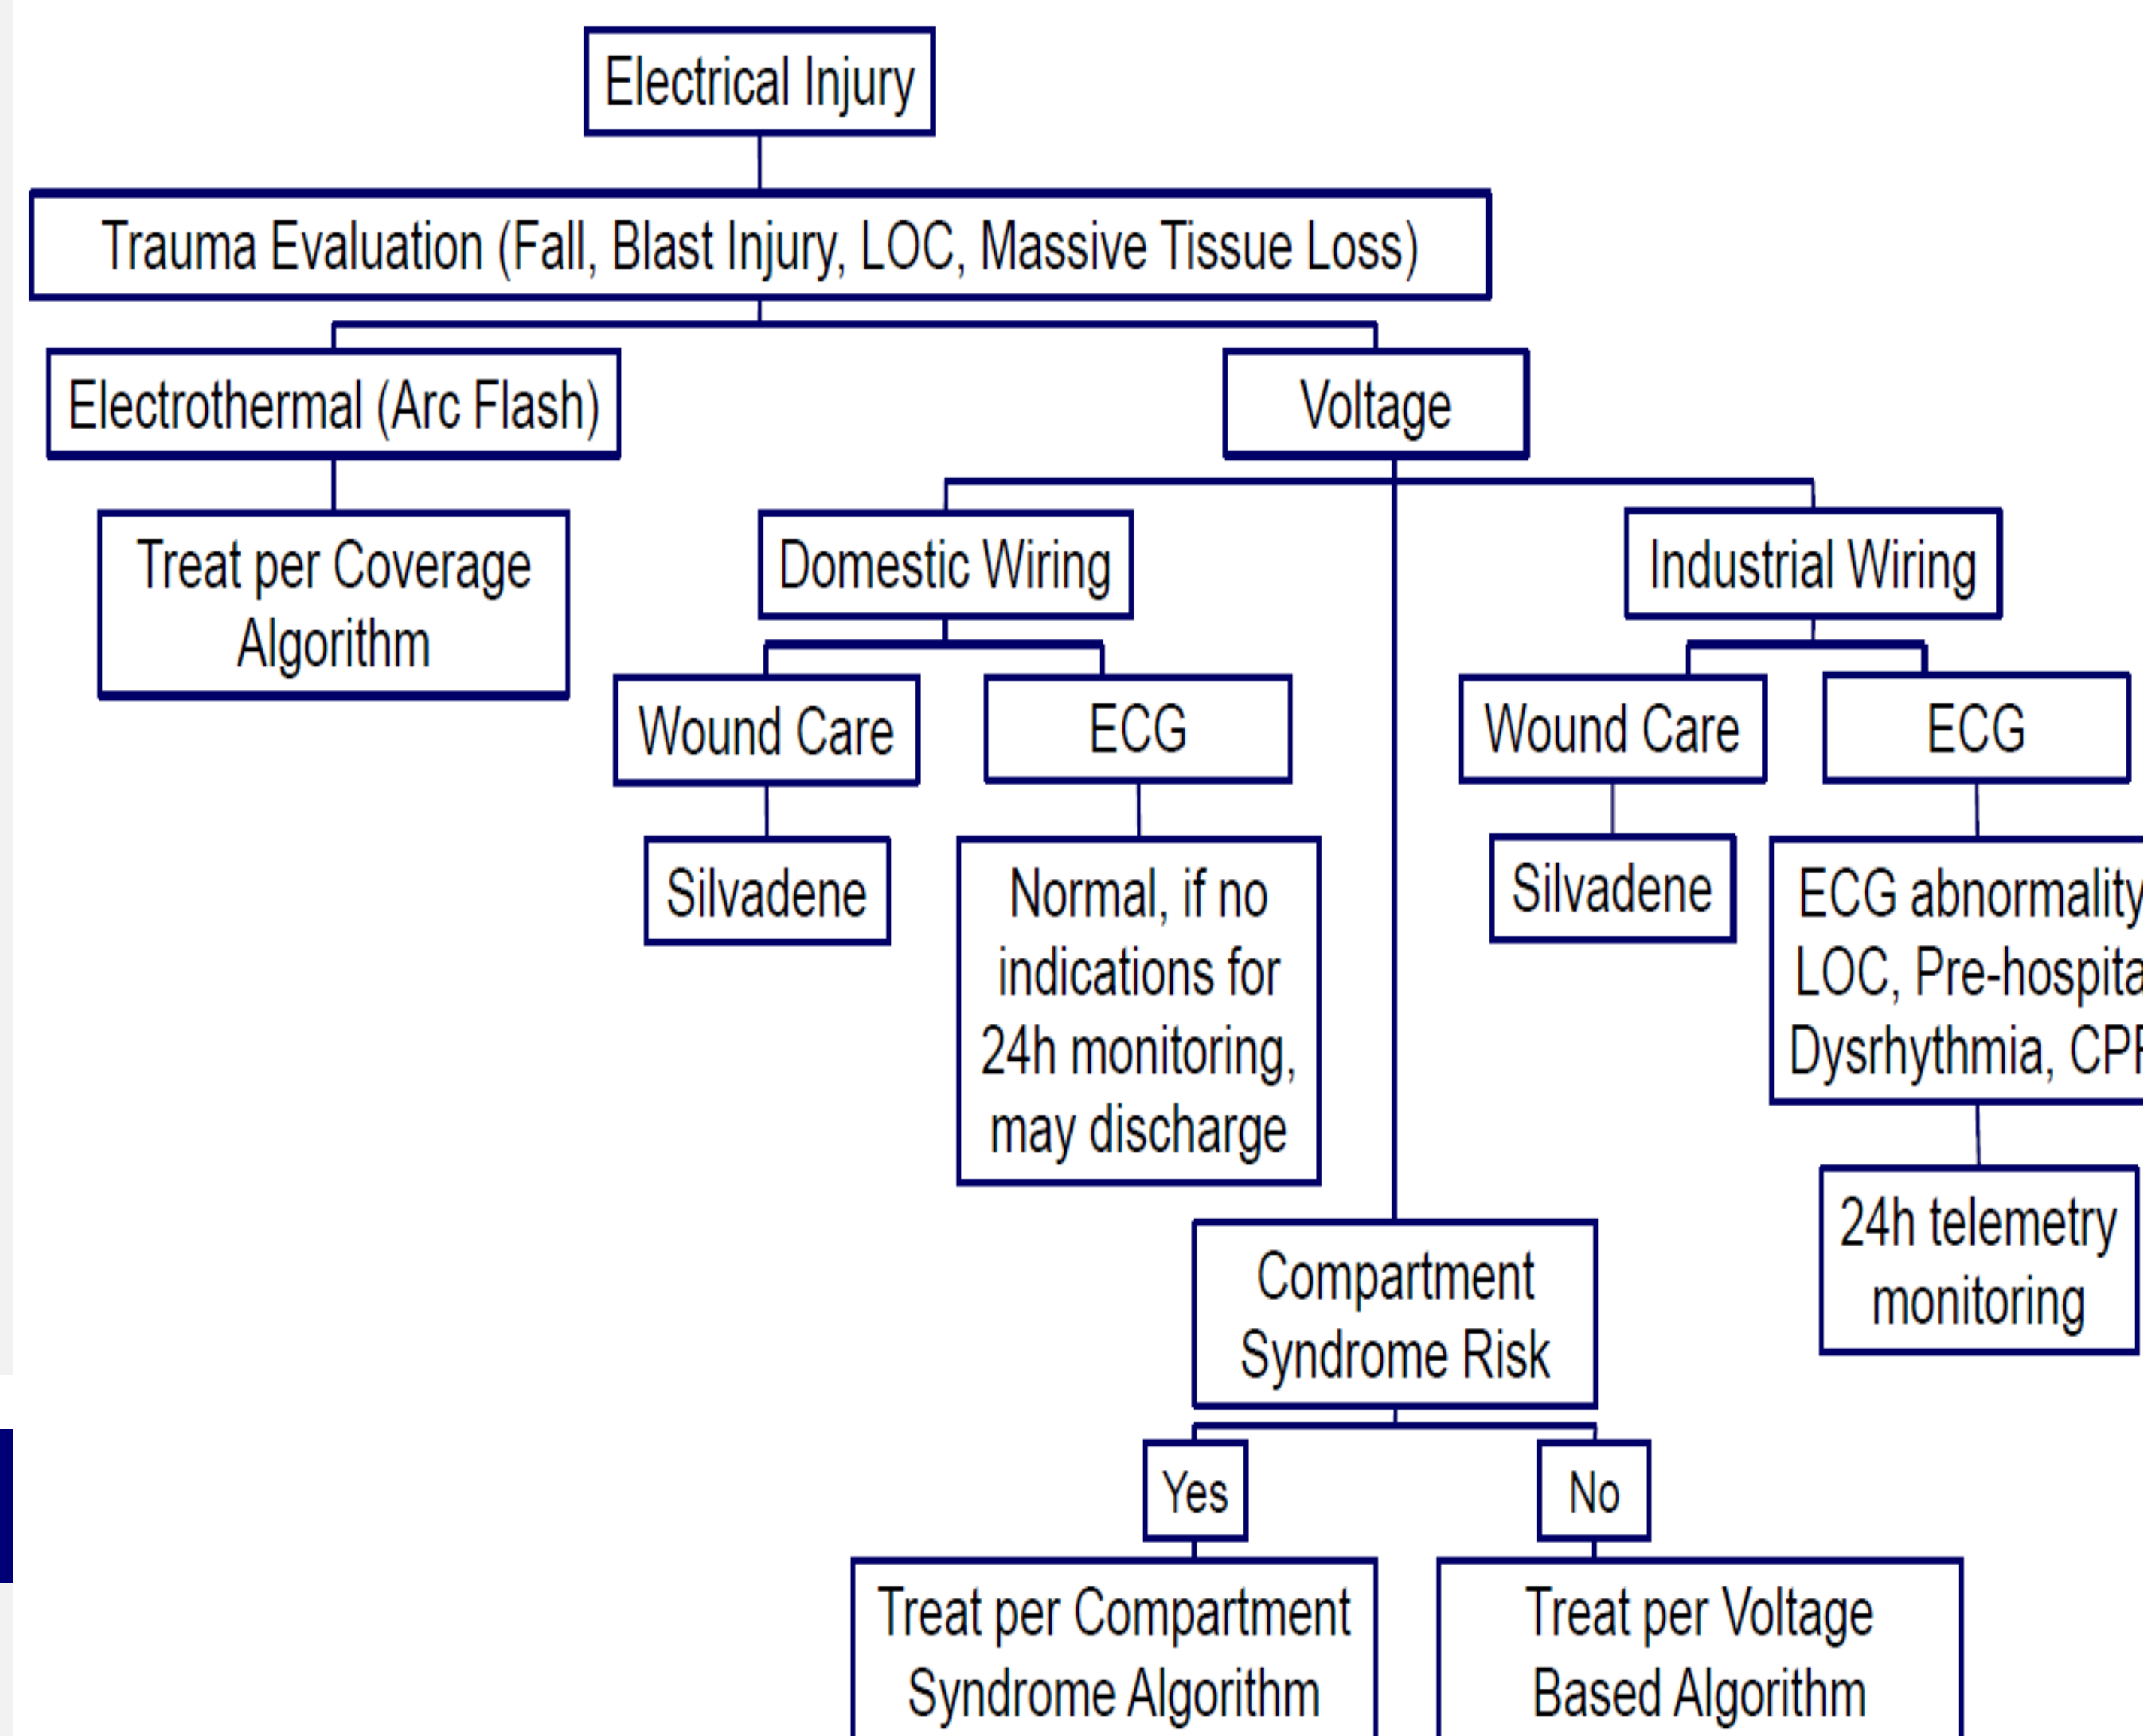 Electrical Injury
Trauma Evaluation (Fall, Blast Injury, LOC, Massive Tissue Loss)
Electrothermal (Arc Flash)
Voltage
Treat per Coverage
Algorithm
Domestic Wiring
Industrial Wiring
Wound Care
ECG
Wound Care
ECG
Silvadene
Normal, if no
indications for
24h monitoring,
may discharge
Silvadene
ECG abnormality
LOC, Pre-hospita
Dysrhythmia, CPR
24h telemetry
monitoring
Compartment
Syndrome Risk
Yes
No
Treat per Compartment
Syndrome Algorithm
Treat per Voltage
Based Algorithm